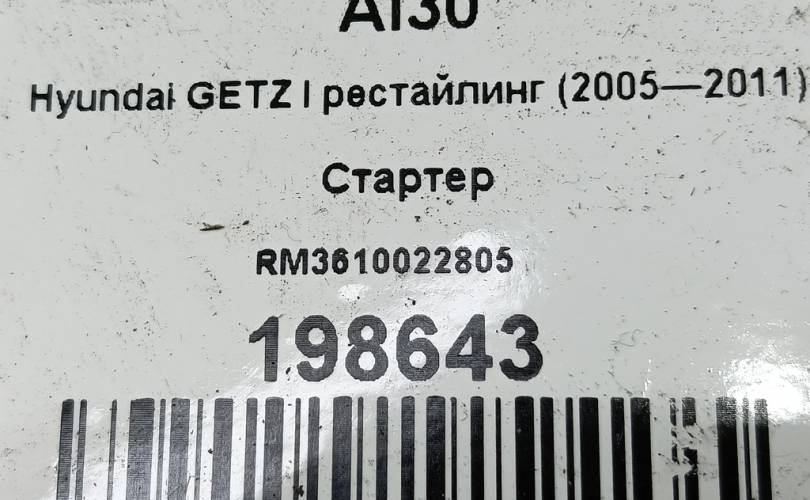 AI30
Hyundai GETZ I рестайлинг (2005—2011)
Стартер
RM3610022805
198643